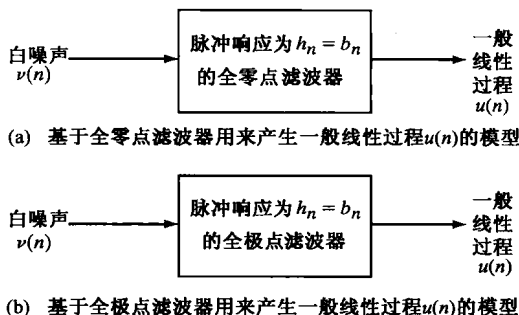 白噪声
ν(n)
脉冲响应为 hₙ = bₙ
的全零点滤波器
一般
线性
过程
u(n)
(a) 基于全零点滤波器用来产生一般线性过程u(n)的模型
白噪声
ν(n)
脉冲响应为 hₙ = bₙ
的全极点滤波器
一般
线性
过程
u(n)
(b) 基于全极点滤波器用来产生一般线性过程u(n)的模型